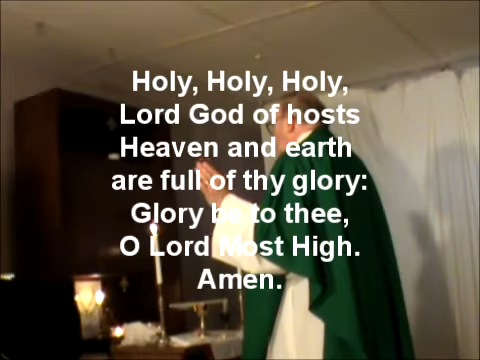 Holy, Holy, Holy,
Lord God of hosts
Heaven and earth
are full of thy glory:
Glory be to thee,
O Lord Most High.
Amen.